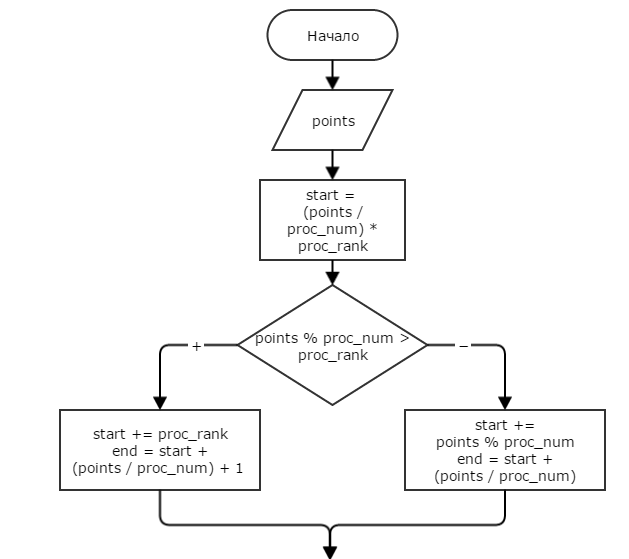 Начало
points
start =
(points /
proc_num) *
proc_rank
points % proc_num >
proc_rank
+
–
start += proc_rank
end = start +
(points / proc_num) + 1
start +=
points % proc_num
end = start +
(points / proc_num)